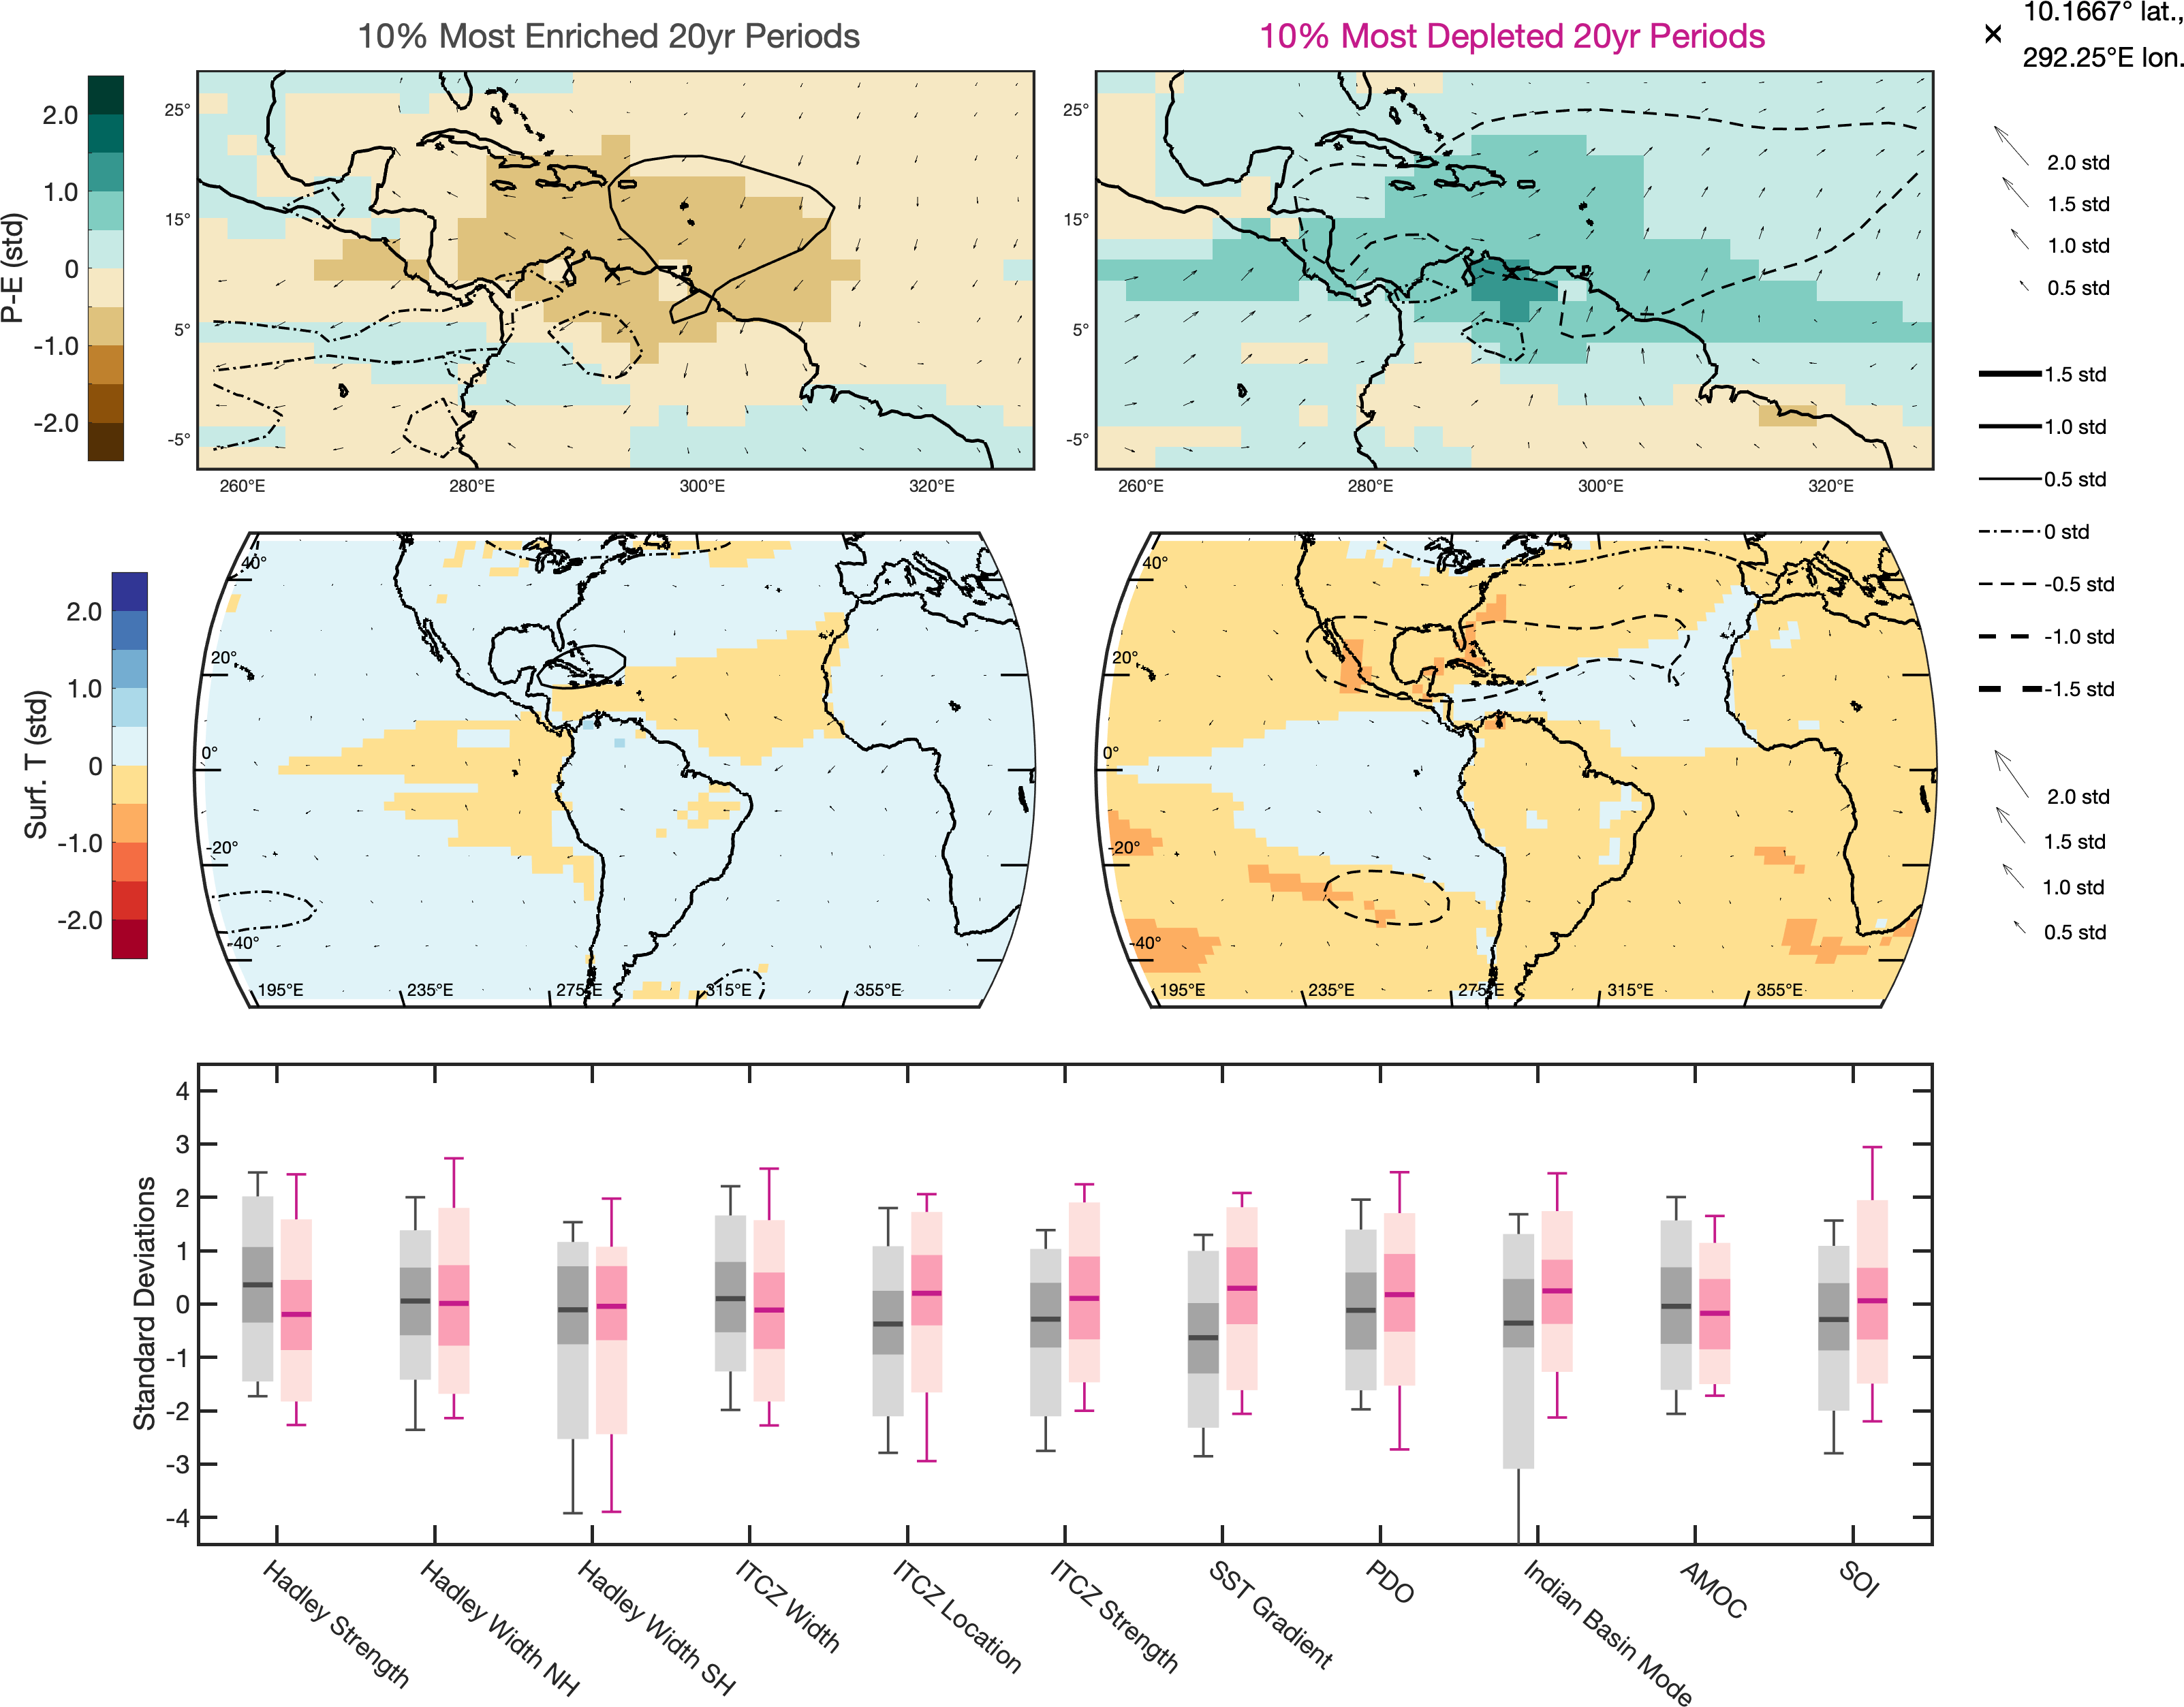 10% Most Enriched 20yr Periods
10% Most Depleted 20yr Periods
10.1667° lat.,
292.25°E lon.
P-E (std)
2.0
1.0
0
-1.0
-2.0
25°
15°
5°
-5°
260°E
280°E
300°E
320°E
25°
15°
5°
-5°
260°E
280°E
300°E
320°E
2.0 std
1.5 std
1.0 std
0.5 std
1.5 std
1.0 std
0.5 std
0 std
-0.5 std
-1.0 std
-1.5 std
Surf. T (std)
2.0
1.0
0
-1.0
-2.0
40°
20°
0°
-20°
-40°
195°E
235°E
275°E
315°E
355°E
40°
20°
0°
-20°
-40°
195°E
235°E
275°E
315°E
355°E
2.0 std
1.5 std
1.0 std
0.5 std
Standard Deviations
4
3
2
1
0
-1
-2
-3
-4
Hadley Strength
Hadley Width NH
Hadley Width SH
ITCZ Width
ITCZ Location
ITCZ Strength
SST Gradient
PDO
Indian Basin Mode
AMOC
SOI